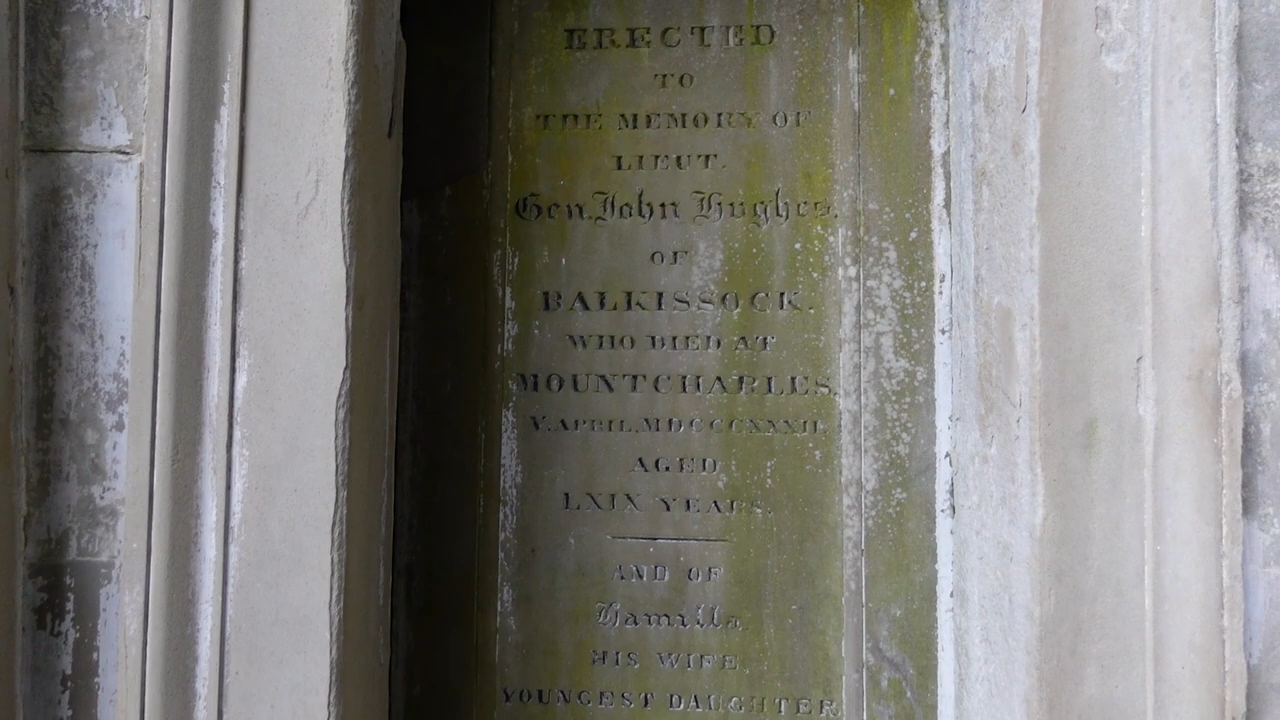 ERECTED
TO
THE MEMORY OF
LIEUT.
Gen. John Hughes.
OF
BALKISSOCK.
WHO DIED AT
MOUNTCHARLES.
V. APRIL, MDCCCXXXII.
AGED
LXIX YEARS.
AND OF
Hamilla
HIS WIFE,
YOUNGEST DAUGHTER